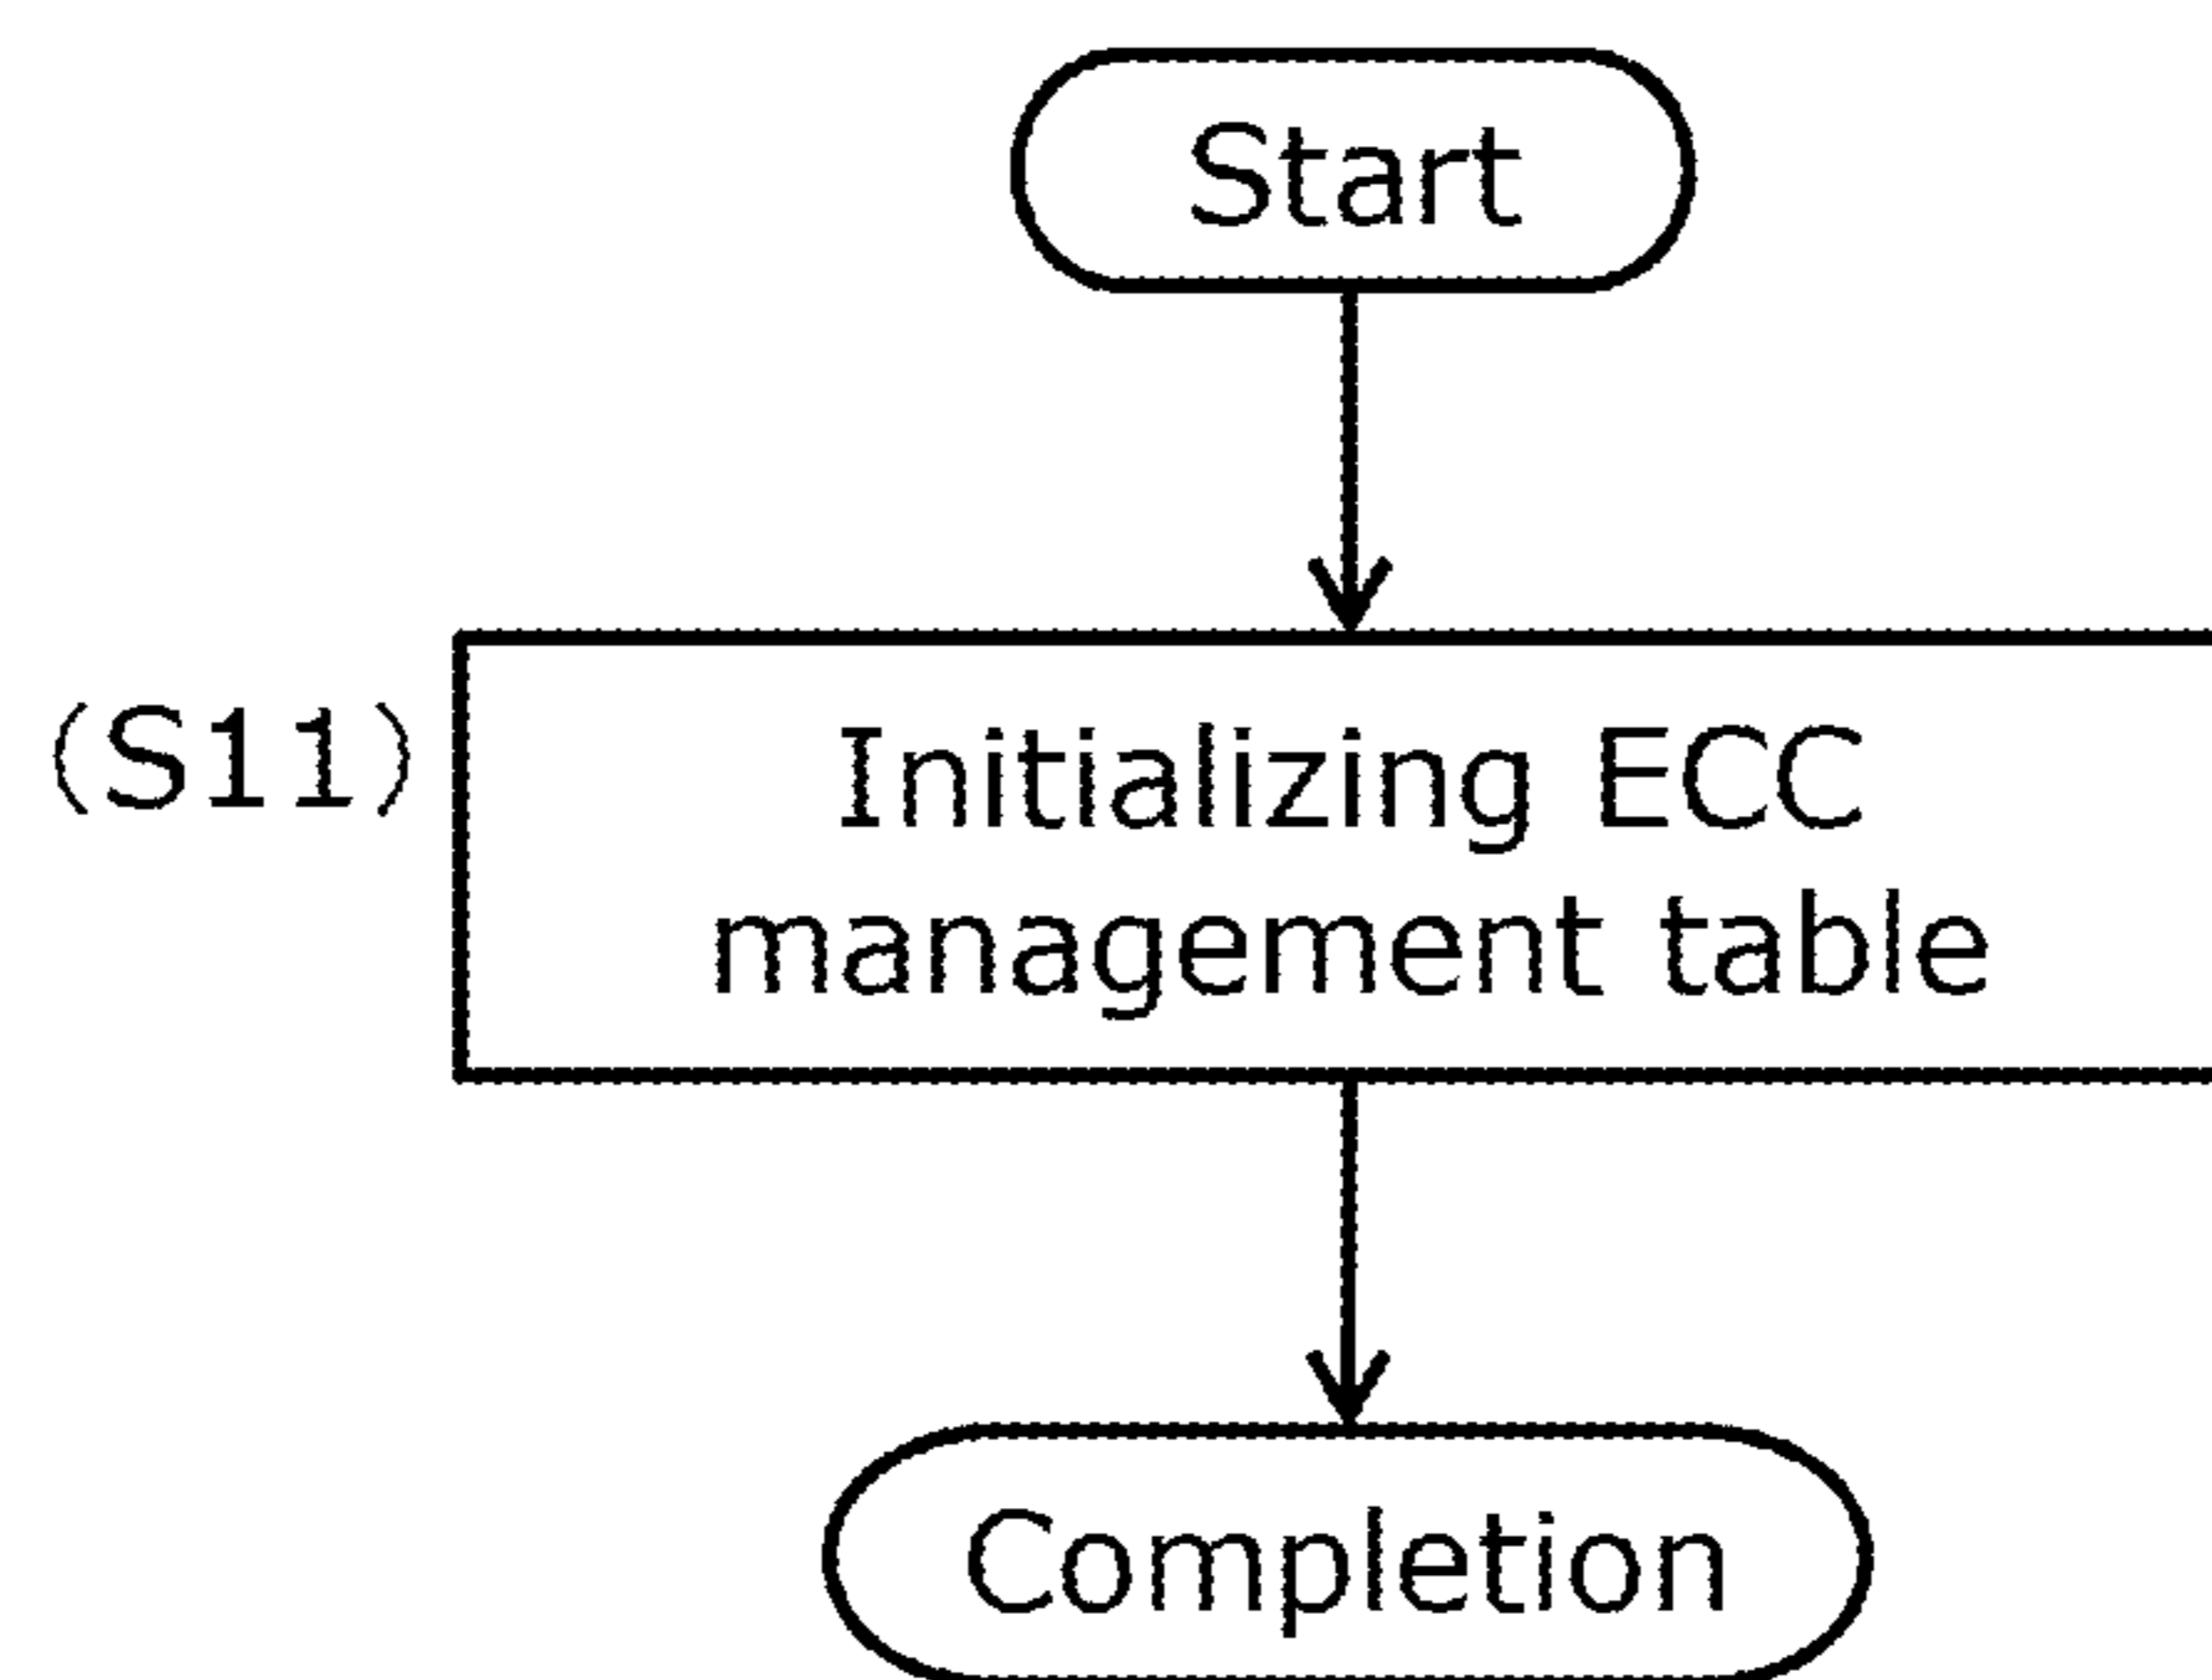 Start
(S11)
Initializing ECC
management table
Completion